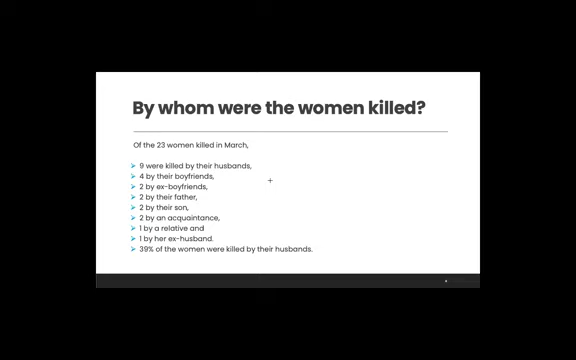 By whom were the women killed?
Of the 23 women killed in March,
9 were killed by their husbands,
4 by their boyfriends,
2 by ex-boyfriends,
2 by their father,
2 by their son,
2 by an acquaintance,
1 by a relative and
1 by her ex-husband.
39% of the women were killed by their husbands.